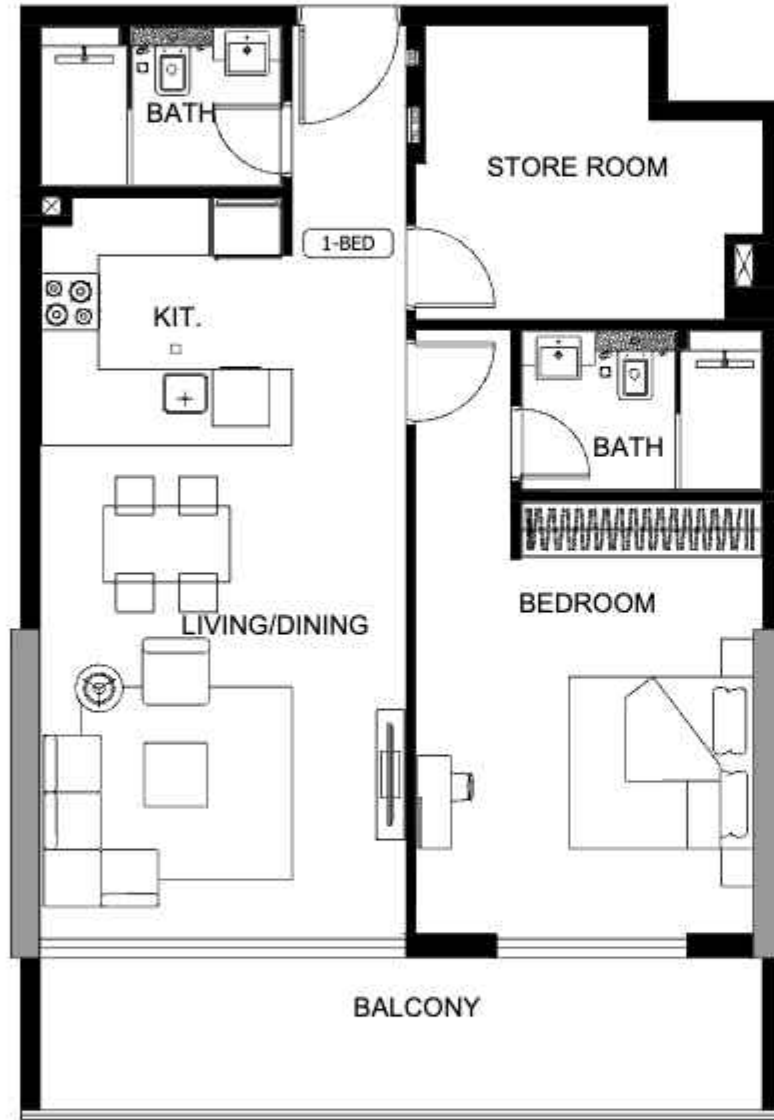 BATH
STORE ROOM
1-BED
KIT.
BATH
BEDROOM
LIVING/DINING
BALCONY